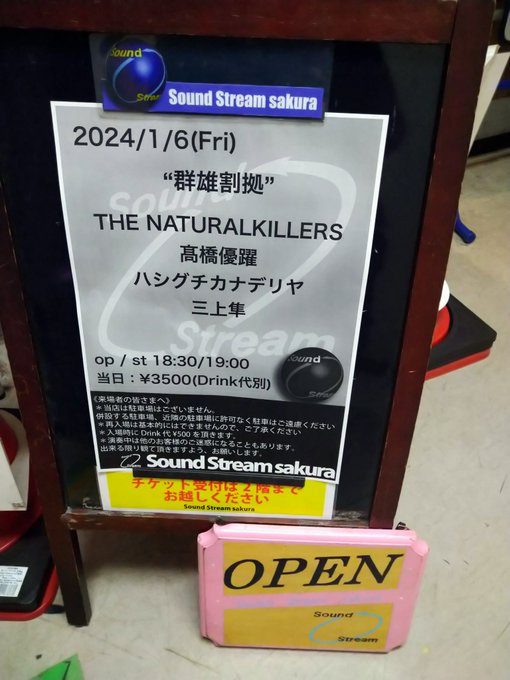 Sound
Stream
Sound Stream sakura
2024/1/6(Fri)
“群雄割拠”
THE NATURALKILLERS
髙橋優躍
ハシグチカナデリヤ
三上隼
Sound
Stream
op / st 18:30/19:00
当日：¥3500(Drink代別)
Sound
Stream
《来場者の皆さまへ》
＊当店は駐車場はございません。
併設する駐車場、近隣の駐車場に許可なく駐車はご遠慮ください
＊再入場は基本的にはできませんので、ご了承ください
＊入場時にDrink代¥500を頂きます。
＊演奏中は他のお客様のご迷惑になることもあります。
出来る限り観て頂きますよう、お願いします。
Sound Stream sakura
チケット受付は2階まで
お越しください
Sound Stream sakura
OPEN
Sound
Stream